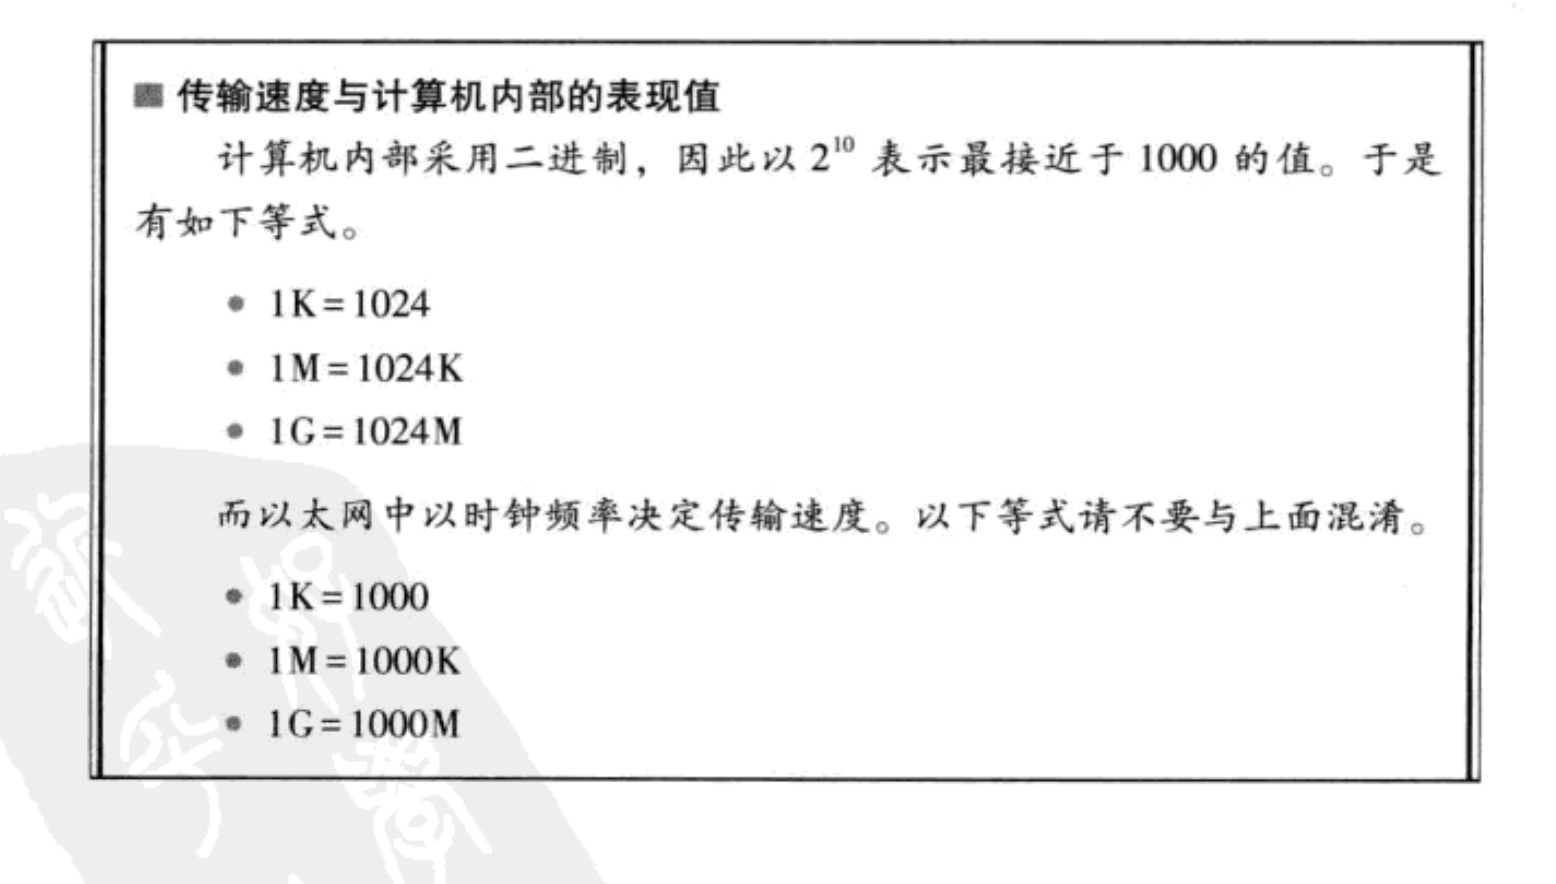 ■ 传输速度与计算机内部的表现值
计算机内部采用二进制，因此以 2¹⁰ 表示最接近于 1000 的值。于是
有如下等式。
● 1K=1024
● 1M=1024K
● 1G=1024M
而以太网中以时钟频率决定传输速度。以下等式请不要与上面混淆。
● 1K=1000
● 1M=1000K
● 1G=1000M